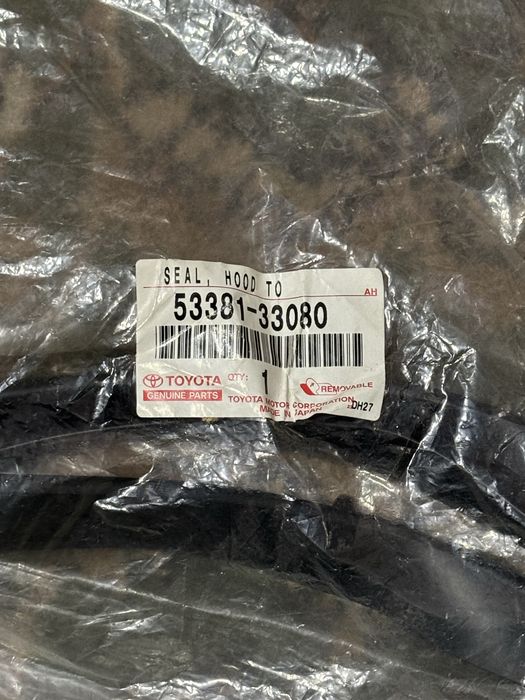 SEAL, HOOD TO
AH
53381-33080
TOYOTA QTY: 1 REMOVABLE
GENUINE PARTS
TOYOTA MOTOR CORPORATION
MADE IN JAPAN DH27